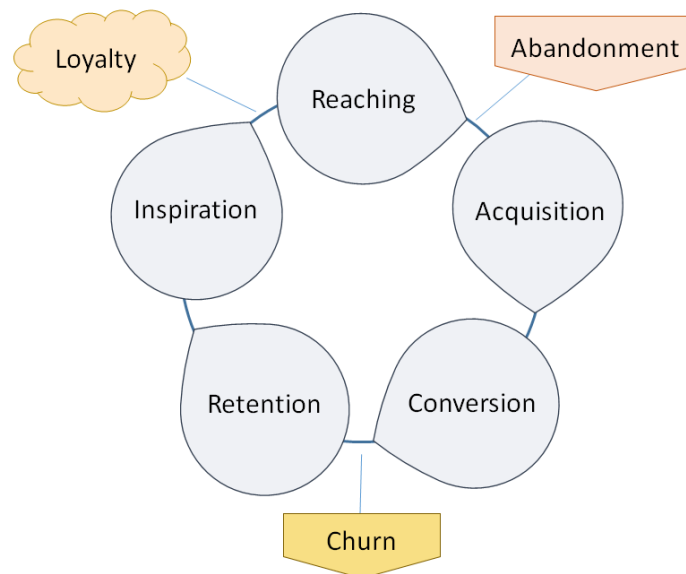 Loyalty
Reaching
Abandonment
Inspiration
Acquisition
Retention
Conversion
Churn